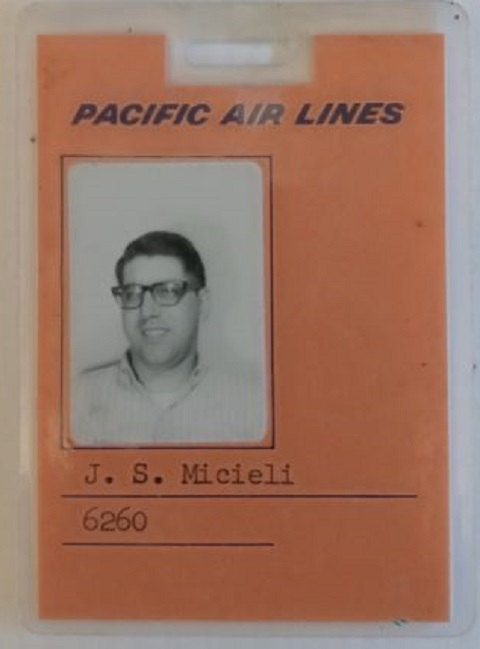 PACIFIC AIR LINES
J. S. Micieli
6260